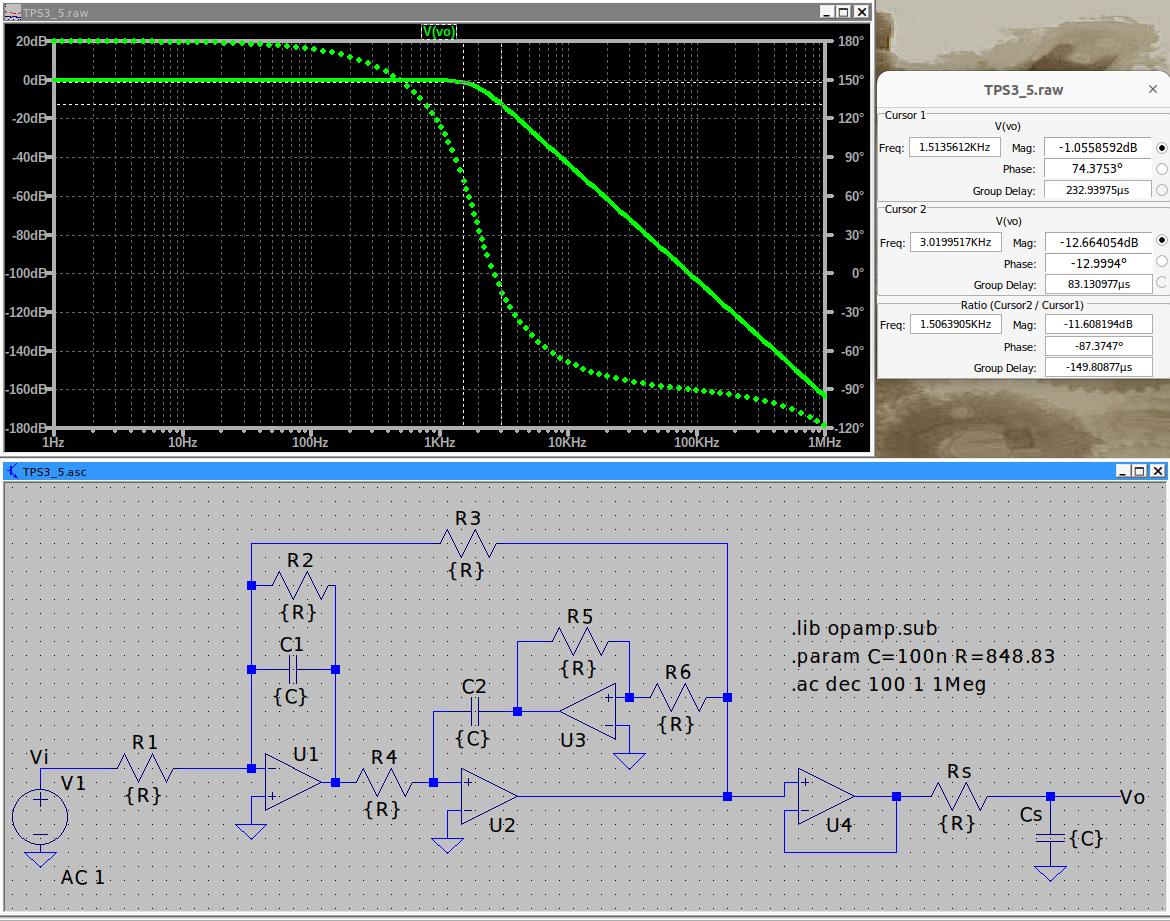 TPS3_5.raw
V(vo)
20dB
0dB
-20dB
-40dB
-60dB
-80dB
-100dB
-120dB
-140dB
-160dB
-180dB
180°
150°
120°
90°
60°
30°
0°
-30°
-60°
-90°
-120°
1Hz 10Hz 100Hz 1KHz 10KHz 100KHz 1MHz
TPS3_5.raw
Cursor 1
V(vo)
Freq: 1.5135612KHz Mag: -1.0558592dB
Phase: 74.3753°
Group Delay: 232.93975µs
Cursor 2
V(vo)
Freq: 3.0199517KHz Mag: -12.664054dB
Phase: -12.9994°
Group Delay: 83.130977µs
Ratio (Cursor2 / Cursor1)
Freq: 1.5063905KHz Mag: -11.608194dB
Phase: -87.3747°
Group Delay: -149.80877µs
TPS3_5.asc
R3
{R}
R2
{R}
C1
{C}
R5
{R}
R6
{R}
C2
{C}
U3
.lib opamp.sub
.param C=100n R=848.83
.ac dec 100 1 1Meg
Vi
V1
AC 1
R1
{R}
U1
R4
{R}
U2
U4
Rs
{R}
Vo
Cs
{C}